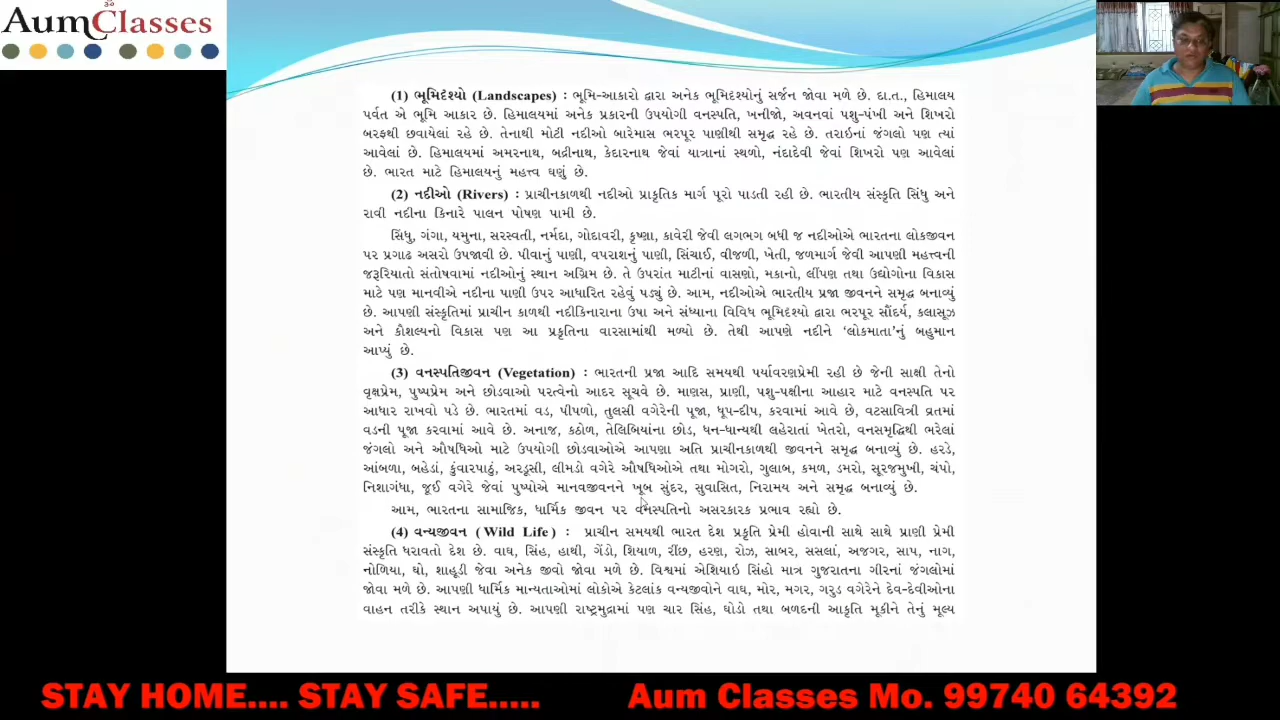 AumClasses
(1) ભૂમિદૃશ્યો (Landscapes) : ભૂમિ-આકારો દ્વારા અનેક ભૂમિદૃશ્યોનું સર્જન જોવા મળે છે. દા.ત., હિમાલય
પર્વત એ ભૂમિ આકાર છે. હિમાલયમાં અનેક પ્રકારની ઉપયોગી વનસ્પતિ, ખનીજો, અવનવાં પશુ-પંખી અને શિખરો
બરફથી છવાયેલાં રહે છે. તેનાથી મોટી નદીઓ બારેમાસ ભરપૂર પાણીથી સમૃદ્ધ રહે છે. તરાઇનાં જંગલો પણ ત્યાં
આવેલાં છે. હિમાલયમાં અમરનાથ, બદ્રીનાથ, કેદારનાથ જેવાં યાત્રાનાં સ્થળો, નંદાદેવી જેવાં શિખરો પણ આવેલાં
છે. ભારત માટે હિમાલયનું મહત્ત્વ ઘણું છે.
(2) નદીઓ (Rivers) : પ્રાચીનકાળથી નદીઓ પ્રાકૃતિક માર્ગ પૂરો પાડતી રહી છે. ભારતીય સંસ્કૃતિ સિંધુ અને
રાવી નદીના કિનારે પાલન પોષણ પામી છે.
સિંધુ, ગંગા, યમુના, સરસ્વતી, નર્મદા, ગોદાવરી, કૃષ્ણા, કાવેરી જેવી લગભગ બધી જ નદીઓએ ભારતના લોકજીવન
પર પ્રગાઢ અસરો ઉપજાવી છે. પીવાનું પાણી, વપરાશનું પાણી, સિંચાઈ, વીજળી, ખેતી, જળમાર્ગ જેવી આપણી મહત્ત્વની
જરૂરિયાતો સંતોષવામાં નદીઓનું સ્થાન અગ્રિમ છે. તે ઉપરાંત માટીનાં વાસણો, મકાનો, લીંપણ તથા ઉદ્યોગોના વિકાસ
માટે પણ માનવીએ નદીના પાણી ઉપર આધારિત રહેવું પડ્યું છે. આમ, નદીઓએ ભારતીય પ્રજા જીવનને સમૃદ્ધ બનાવ્યું
છે. આપણી સંસ્કૃતિમાં પ્રાચીન કાળથી નદીકિનારાના ઉષા અને સંધ્યાના વિવિધ ભૂમિદૃશ્યો દ્વારા ભરપૂર સૌંદર્ય, કલાસૂઝ
અને કૌશલ્યનો વિકાસ પણ આ પ્રકૃતિના વારસામાંથી મળ્યો છે. તેથી આપણે નદીને ‘લોકમાતા’નું બહુમાન
આપ્યું છે.
(3) વનસ્પતિજીવન (Vegetation) : ભારતની પ્રજા આદિ સમયથી પર્યાવરણપ્રેમી રહી છે જેની સાક્ષી તેનો
વૃક્ષપ્રેમ, પુષ્પપ્રેમ અને છોડવાઓ પરત્વેનો આદર સૂચવે છે. માણસ, પ્રાણી, પશુ-પક્ષીના આહાર માટે વનસ્પતિ પર
આધાર રાખવો પડે છે. ભારતમાં વડ, પીપળો, તુલસી વગેરેની પૂજા, ધૂપ-દીપ, કરવામાં આવે છે, વટસાવિત્રી વ્રતમાં
વડની પૂજા કરવામાં આવે છે. અનાજ, કઠોળ, તેલિબિયાંના છોડ, ધન-ધાન્યથી લહેરાતાં ખેતરો, વનસમૃદ્ધિથી ભરેલાં
જંગલો અને ઔષધિઓ માટે ઉપયોગી છોડવાઓએ આપણા અતિ પ્રાચીનકાળથી જીવનને સમૃદ્ધ બનાવ્યું છે. હરડે,
આંબળા, બહેડાં, કુંવારપાઠું, અરડૂસી, લીમડો વગેરે ઔષધિઓએ તથા મોગરો, ગુલાબ, કમળ, ડમરો, સૂરજમુખી, ચંપો,
નિશાગંધા, જૂઈ વગેરે જેવાં પુષ્પોએ માનવજીવનને ખૂબ સુંદર, સુવાસિત, નિરામય અને સમૃદ્ધ બનાવ્યું છે.
આમ, ભારતના સામાજિક, ધાર્મિક જીવન પર વનસ્પતિનો અસરકારક પ્રભાવ રહ્યો છે.
(4) વન્યજીવન (Wild Life) : પ્રાચીન સમયથી ભારત દેશ પ્રકૃતિ પ્રેમી હોવાની સાથે સાથે પ્રાણી પ્રેમી
સંસ્કૃતિ ધરાવતો દેશ છે. વાઘ, સિંહ, હાથી, ગેંડો, શિયાળ, રીંછ, હરણ, રોઝ, સાબર, સસલાં, અજગર, સાપ, નાગ,
નોળિયા, ઘો, શાહૂડી જેવા અનેક જીવો જોવા મળે છે. વિશ્વમાં એશિયાઇ સિંહો માત્ર ગુજરાતના ગીરનાં જંગલોમાં
જોવા મળે છે. આપણી ધાર્મિક માન્યતાઓમાં લોકોએ કેટલાંક વન્યજીવોને વાઘ, મોર, મગર, ગરુડ વગેરેને દેવ-દેવીઓના
વાહન તરીકે સ્થાન અપાયું છે. આપણી રાષ્ટ્રમુદ્રામાં પણ ચાર સિંહ, ઘોડો તથા બળદની આકૃતિ મૂકીને તેનું મૂલ્ય
STAY HOME.... STAY SAFE..... Aum Classes Mo. 99740 64392